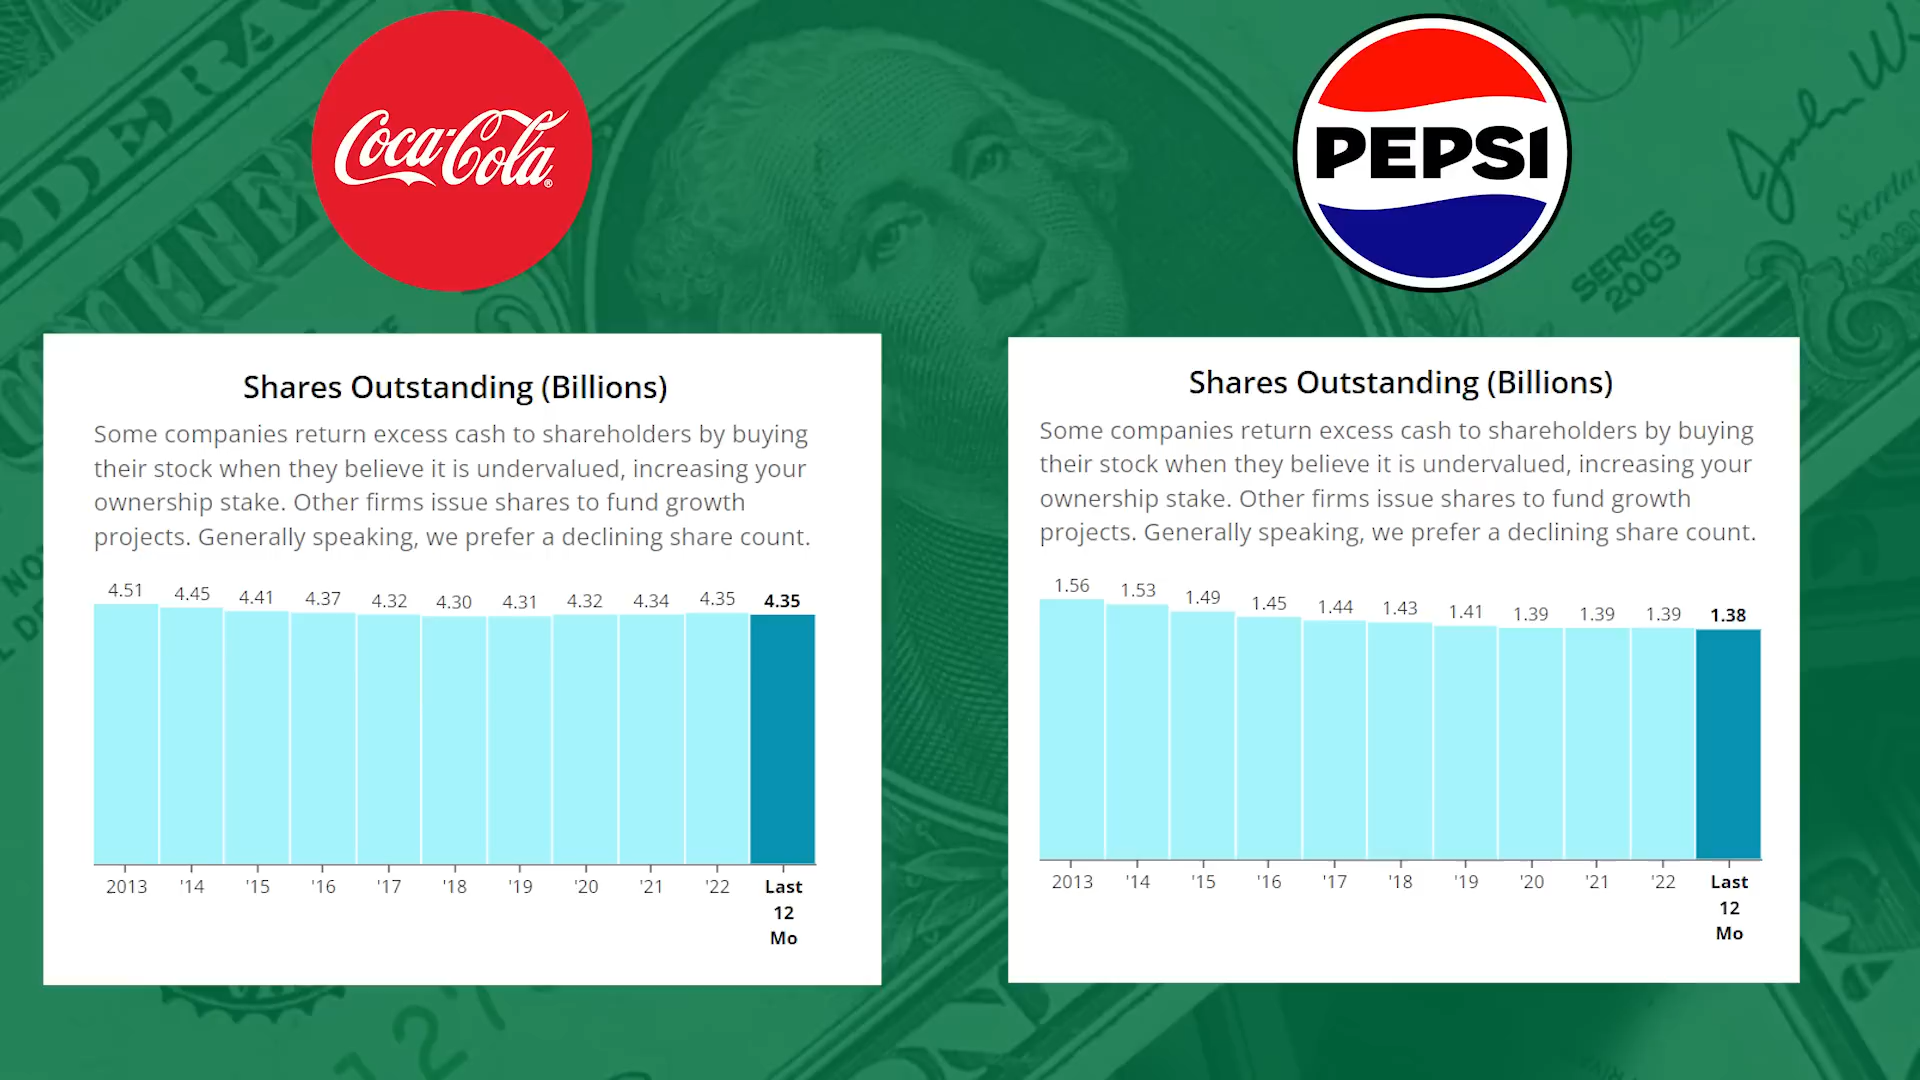 Coca-Cola
PEPSI
SERIES
2003
Shares Outstanding (Billions)
Some companies return excess cash to shareholders by buying
their stock when they believe it is undervalued, increasing your
ownership stake. Other firms issue shares to fund growth
projects. Generally speaking, we prefer a declining share count.
4.51 4.45 4.41 4.37 4.32 4.30 4.31 4.32 4.34 4.35 4.35
2013 '14 '15 '16 '17 '18 '19 '20 '21 '22 Last
12
Mo
Shares Outstanding (Billions)
Some companies return excess cash to shareholders by buying
their stock when they believe it is undervalued, increasing your
ownership stake. Other firms issue shares to fund growth
projects. Generally speaking, we prefer a declining share count.
1.56 1.53 1.49 1.45 1.44 1.43 1.41 1.39 1.39 1.39 1.38
2013 '14 '15 '16 '17 '18 '19 '20 '21 '22 Last
12
Mo